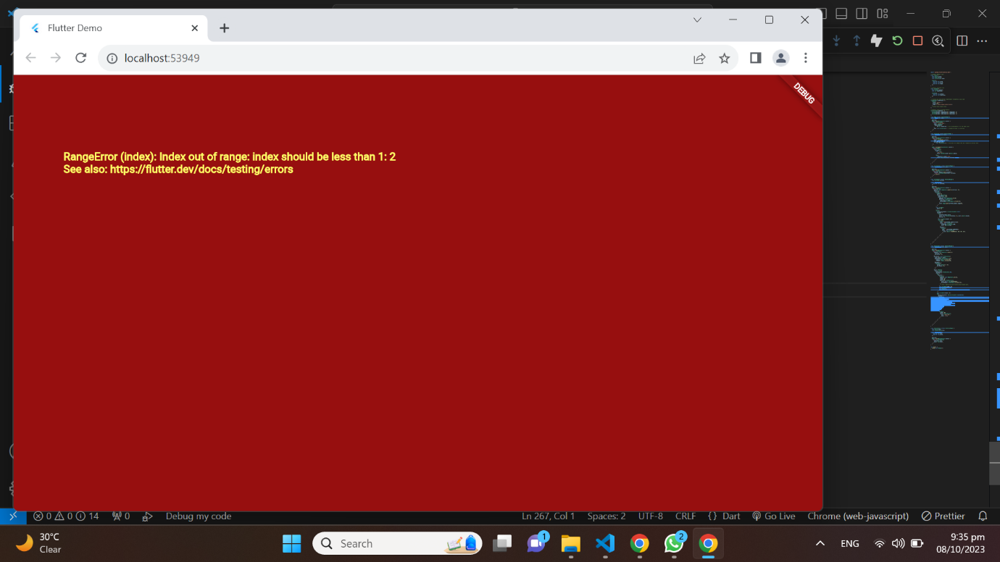 Flutter Demo
localhost:53949
DEBUG
RangeError (index): Index out of range: index should be less than 1: 2
See also: https://flutter.dev/docs/testing/errors
0 0 14 0 Debug my code Ln 267, Col 1 Spaces: 2 UTF-8 CRLF {} Dart Go Live Chrome (web-javascript) Prettier
30°C
Clear
Search
1
2
ENG
9:35 pm
08/10/2023